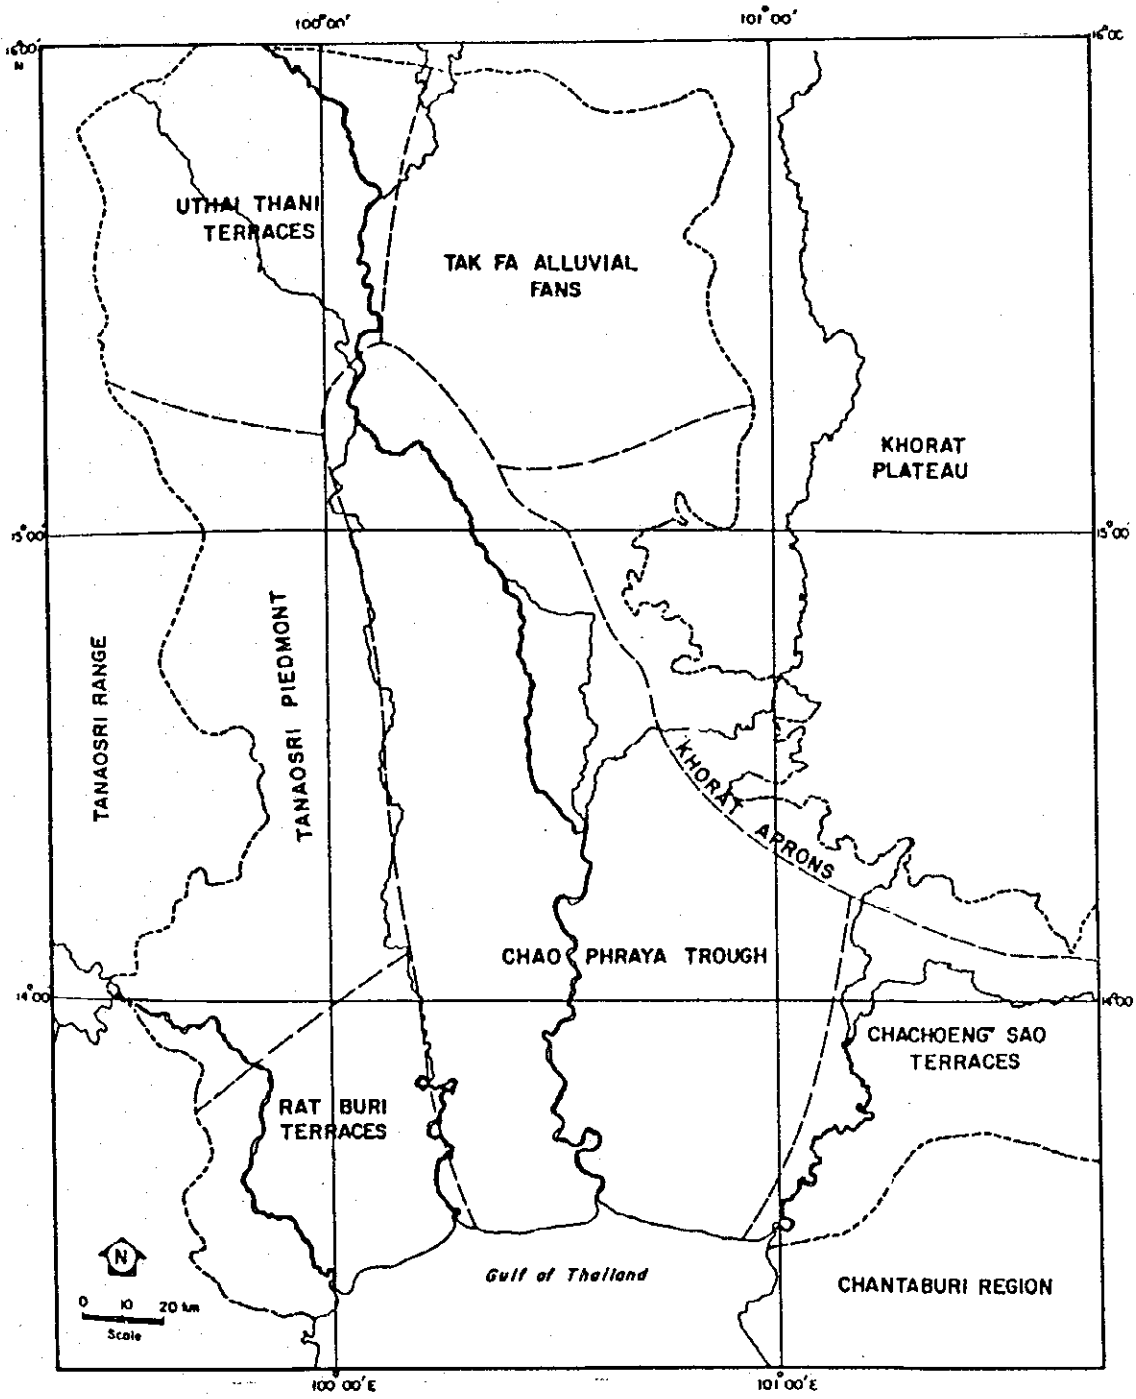 100°00'
101°00'
16°00'
N
16°00
UTHAI THANI
TERRACES
TAK FA ALLUVIAL
FANS
KHORAT
PLATEAU
15°00'
15°00'
TANAOSRI RANGE
TANAOSRI PIEDMONT
KHORAT APRONS
CHAO PHRAYA TROUGH
14°00'
14°00
CHACHOENG SAO
TERRACES
RAT BURI
TERRACES
N
0 10 20 km
Scale
Gulf of Thailand
CHANTABURI REGION
100°00'E
101°00'E